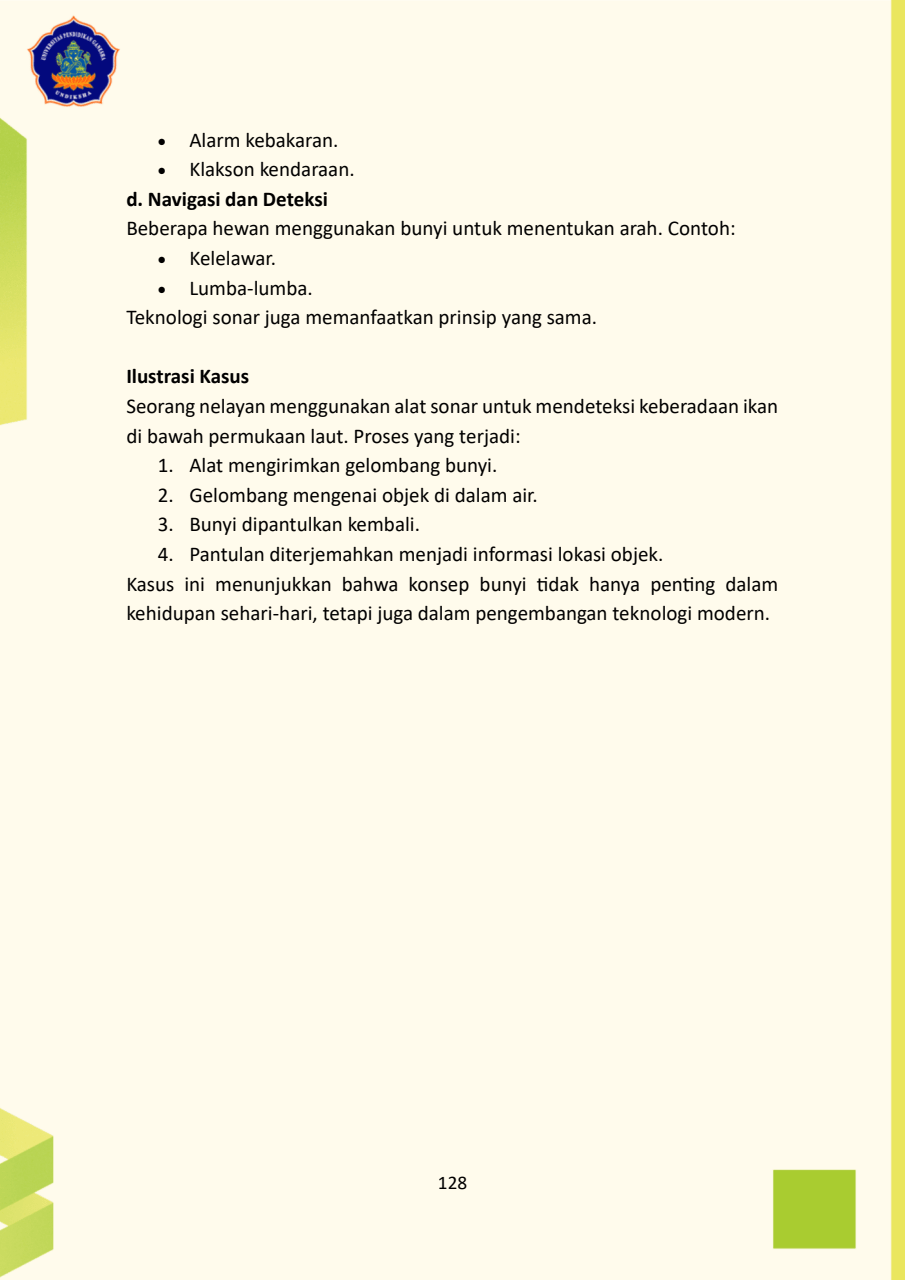 UNIVERSITAS PENDIDIKAN GANESHA
UNDIKSHA
• Alarm kebakaran.
• Klakson kendaraan.
d. Navigasi dan Deteksi
Beberapa hewan menggunakan bunyi untuk menentukan arah. Contoh:
• Kelelawar.
• Lumba-lumba.
Teknologi sonar juga memanfaatkan prinsip yang sama.
Ilustrasi Kasus
Seorang nelayan menggunakan alat sonar untuk mendeteksi keberadaan ikan
di bawah permukaan laut. Proses yang terjadi:
1. Alat mengirimkan gelombang bunyi.
2. Gelombang mengenai objek di dalam air.
3. Bunyi dipantulkan kembali.
4. Pantulan diterjemahkan menjadi informasi lokasi objek.
Kasus ini menunjukkan bahwa konsep bunyi tidak hanya penting dalam
kehidupan sehari-hari, tetapi juga dalam pengembangan teknologi modern.
128